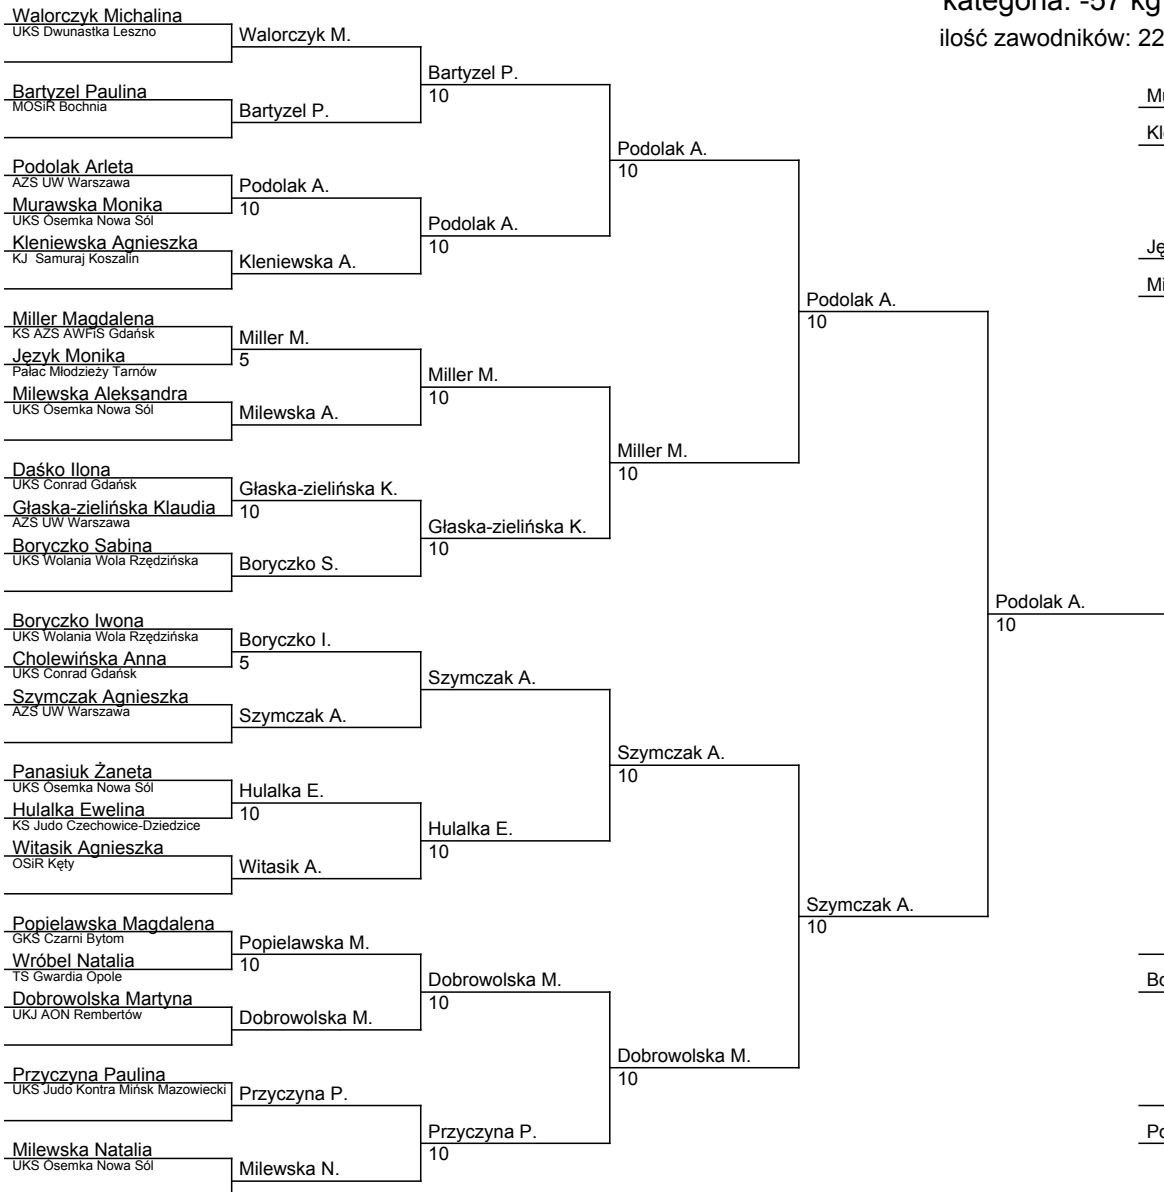 kategoria: -57 kg
ilość zawodników: 22
Walorczyk Michalina
UKS Dwunastka Leszno
Bartyzel Paulina
MOSiR Bochnia
Podolak Arleta
AZS UW Warszawa
Murawska Monika
UKS Ósemka Nowa Sól
Kleniewska Agnieszka
KJ Samuraj Koszalin
Miller Magdalena
KS AZS AWFiS Gdańsk
Język Monika
Pałac Młodzieży Tarnów
Milewska Aleksandra
UKS Ósemka Nowa Sól
Daśko Ilona
UKS Conrad Gdańsk
Głaska-zielińska Klaudia
AZS UW Warszawa
Boryczko Sabina
UKS Wolania Wola Rzędzińska
Boryczko Iwona
UKS Wolania Wola Rzędzińska
Cholewińska Anna
UKS Conrad Gdańsk
Szymczak Agnieszka
AZS UW Warszawa
Panasiuk Żaneta
UKS Ósemka Nowa Sól
Hulalka Ewelina
KS Judo Czechowice-Dziedzice
Witasik Agnieszka
OSiR Kęty
Popielawska Magdalena
GKS Czarni Bytom
Wróbel Natalia
TS Gwardia Opole
Dobrowolska Martyna
UKJ AON Rembertów
Przyczyna Paulina
UKS Judo Kontra Mińsk Mazowiecki
Milewska Natalia
UKS Ósemka Nowa Sól
Walorczyk M.
Bartyzel P.
Podolak A.
10
Kleniewska A.
Miller M.
5
Milewska A.
Głaska-zielińska K.
10
Boryczko S.
Boryczko I.
5
Szymczak A.
Hulalka E.
10
Witasik A.
Popielawska M.
10
Dobrowolska M.
Przyczyna P.
Milewska N.
Bartyzel P.
10
Podolak A.
10
Miller M.
10
Głaska-zielińska K.
10
Szymczak A.
Hulalka E.
10
Dobrowolska M.
10
Przyczyna P.
10
Podolak A.
10
Miller M.
10
Szymczak A.
10
Dobrowolska M.
10
Podolak A.
10
Szymczak A.
10
Podolak A.
10